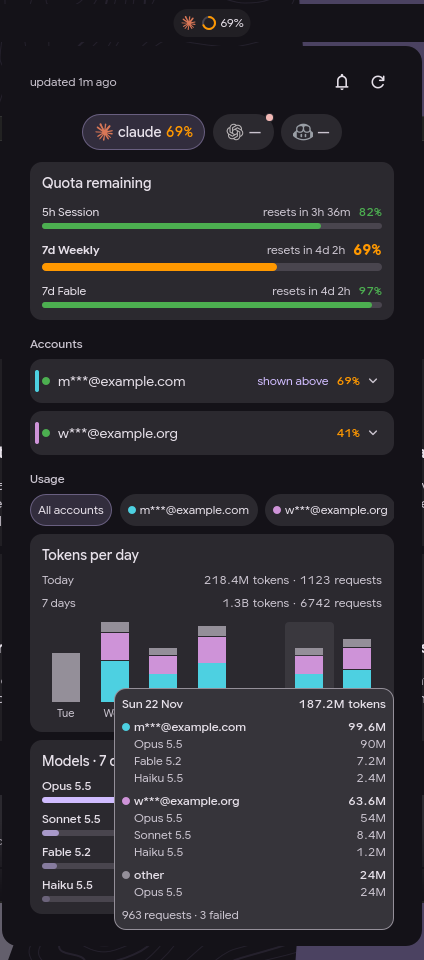 69%
updated 1m ago
claude 69% — —
Quota remaining
5h Session resets in 3h 36m 82%
7d Weekly resets in 4d 2h 69%
7d Fable resets in 4d 2h 97%
Accounts
m***@example.com shown above 69%
w***@example.org 41%
Usage
All accounts m***@example.com w***@example.org
Tokens per day
Today 218.4M tokens · 1123 requests
7 days 1.3B tokens · 6742 requests
Tue
Models · 7
Opus 5.5
Sonnet 5.5
Fable 5.2
Haiku 5.5
Sun 22 Nov 187.2M tokens
m***@example.com 99.6M
Opus 5.5 90M
Fable 5.2 7.2M
Haiku 5.5 2.4M
w***@example.org 63.6M
Opus 5.5 54M
Sonnet 5.5 8.4M
Haiku 5.5 1.2M
other 24M
Opus 5.5 24M
963 requests · 3 failed